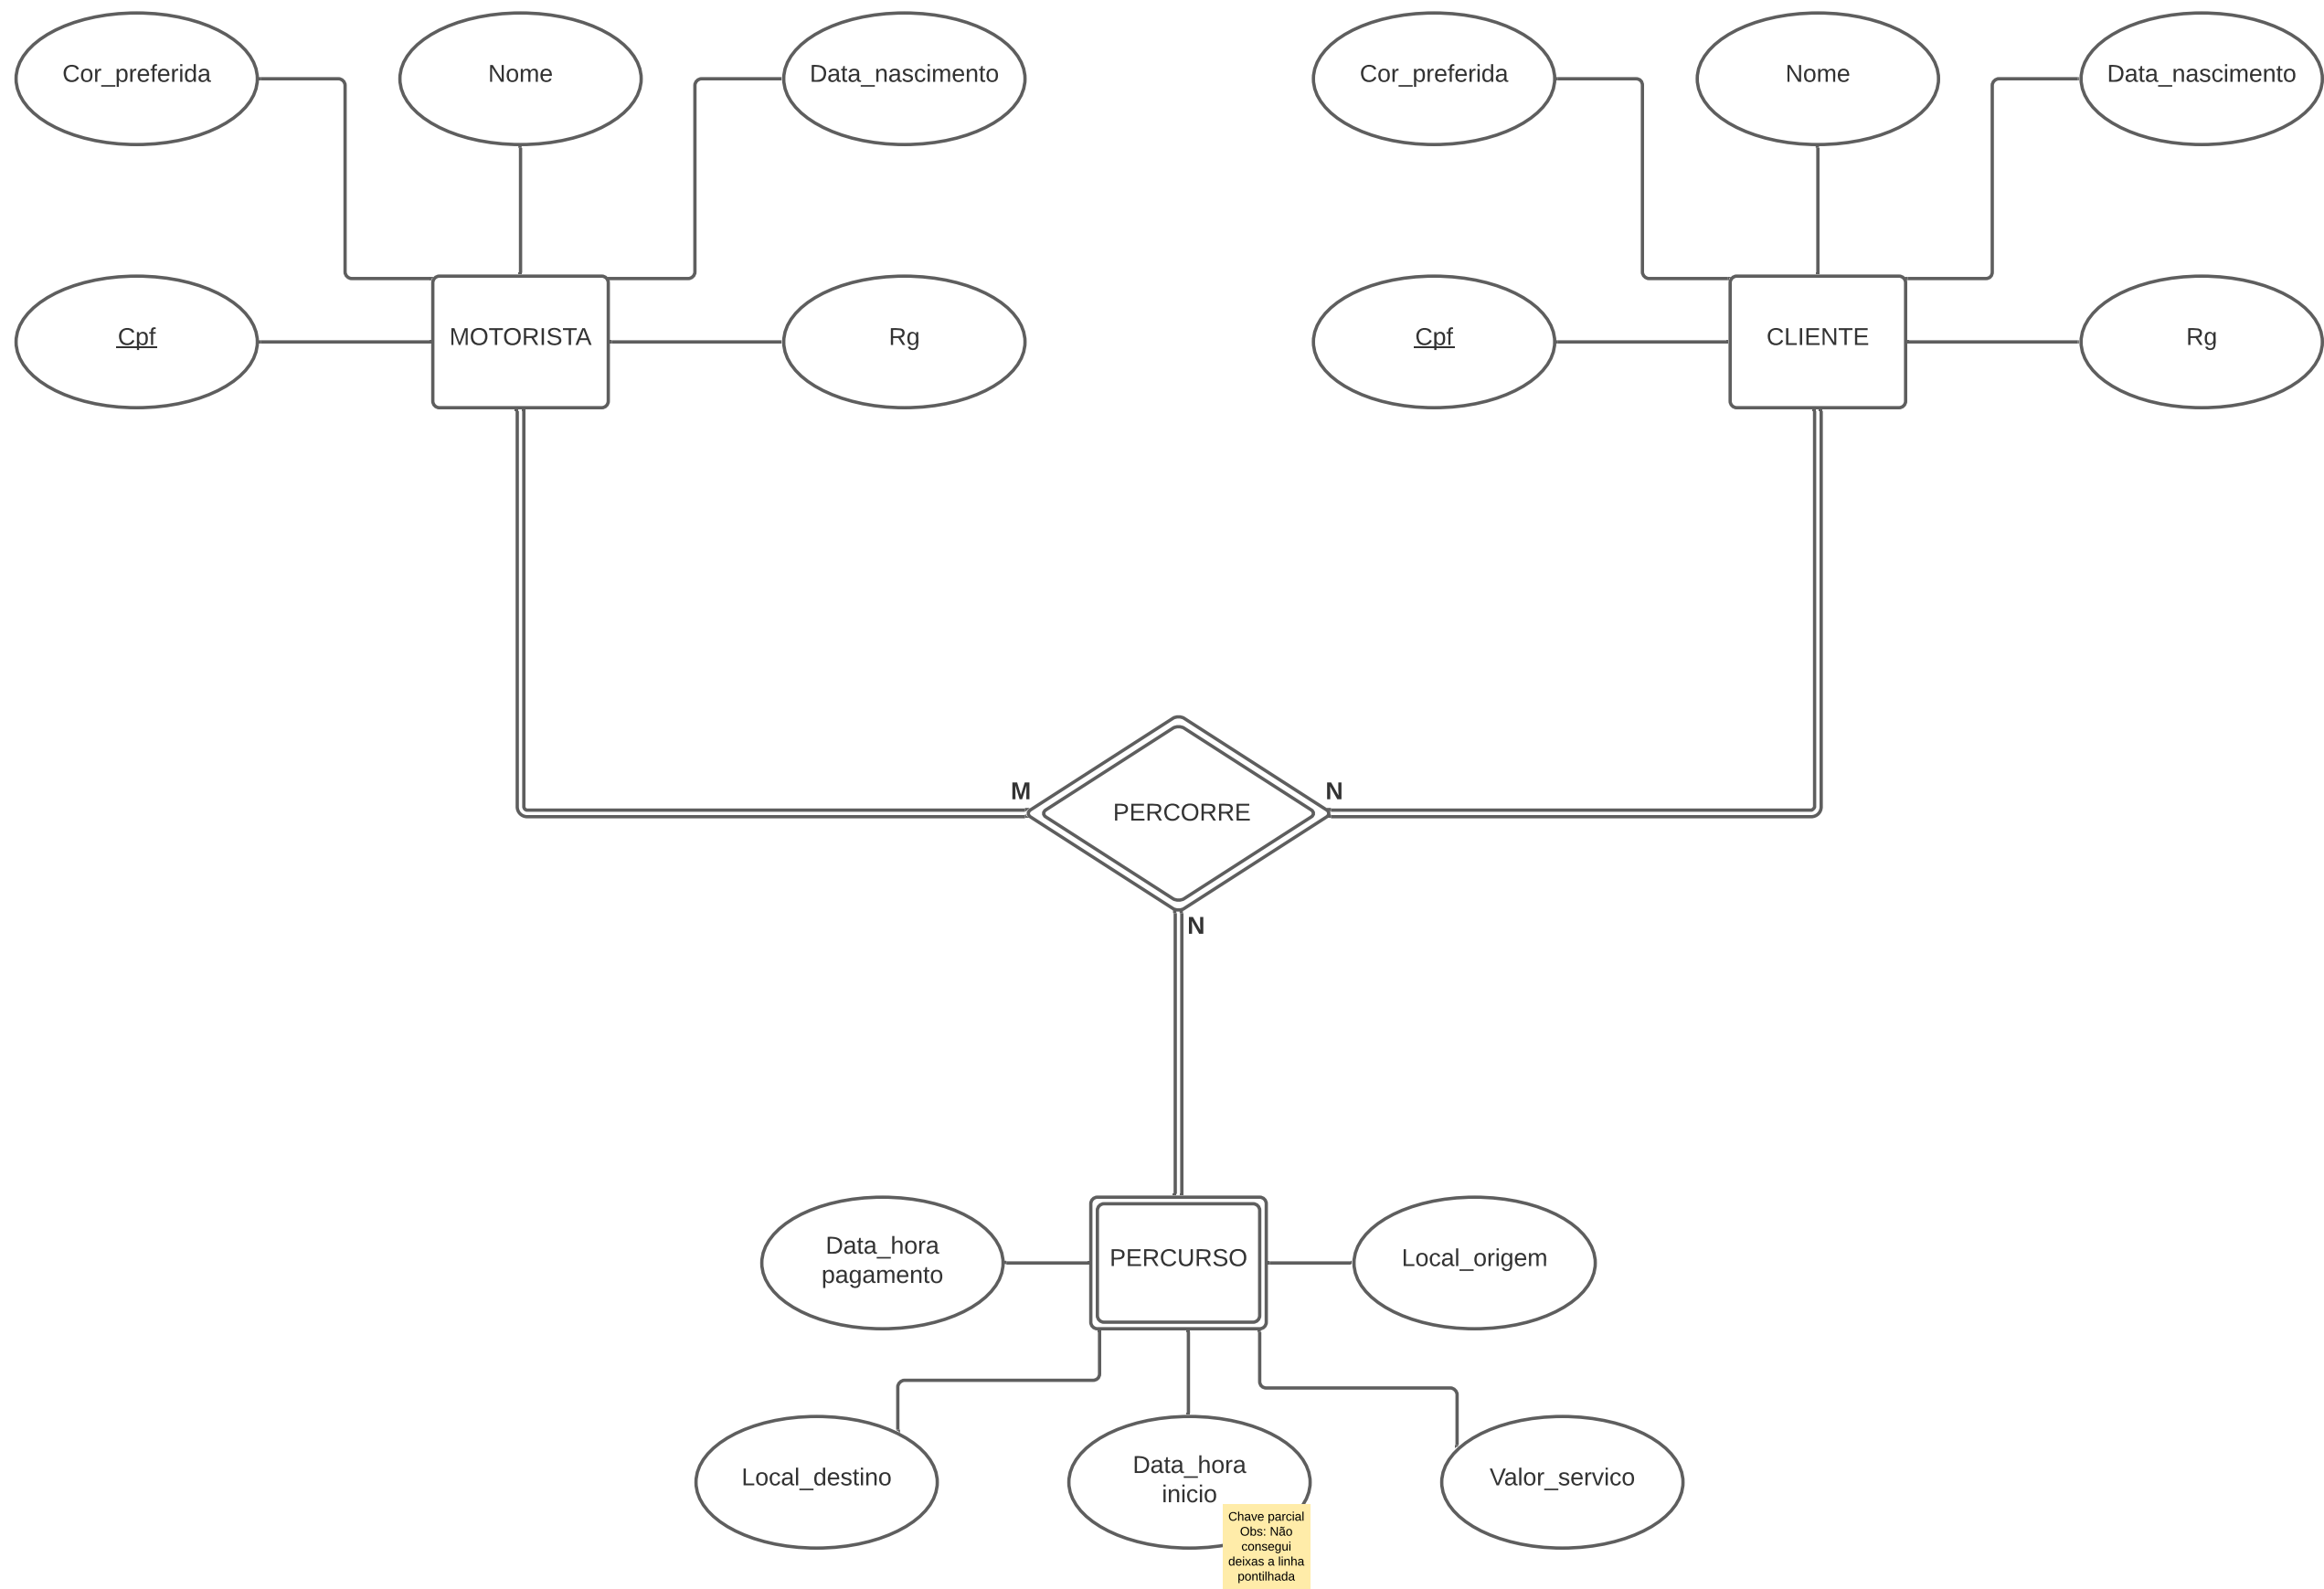 Cor_preferida
Nome
Data_nascimento
Cor_preferida
Nome
Data_nascimento
Cpf
MOTORISTA
Rg
Cpf
CLIENTE
Rg
M
N
PERCORRE
N
Data_hora
pagamento
PERCURSO
Local_origem
Local_destino
Data_hora
inicio
Valor_servico
Chave parcial
Obs: Não
consegui
deixas a linha
pontilhada